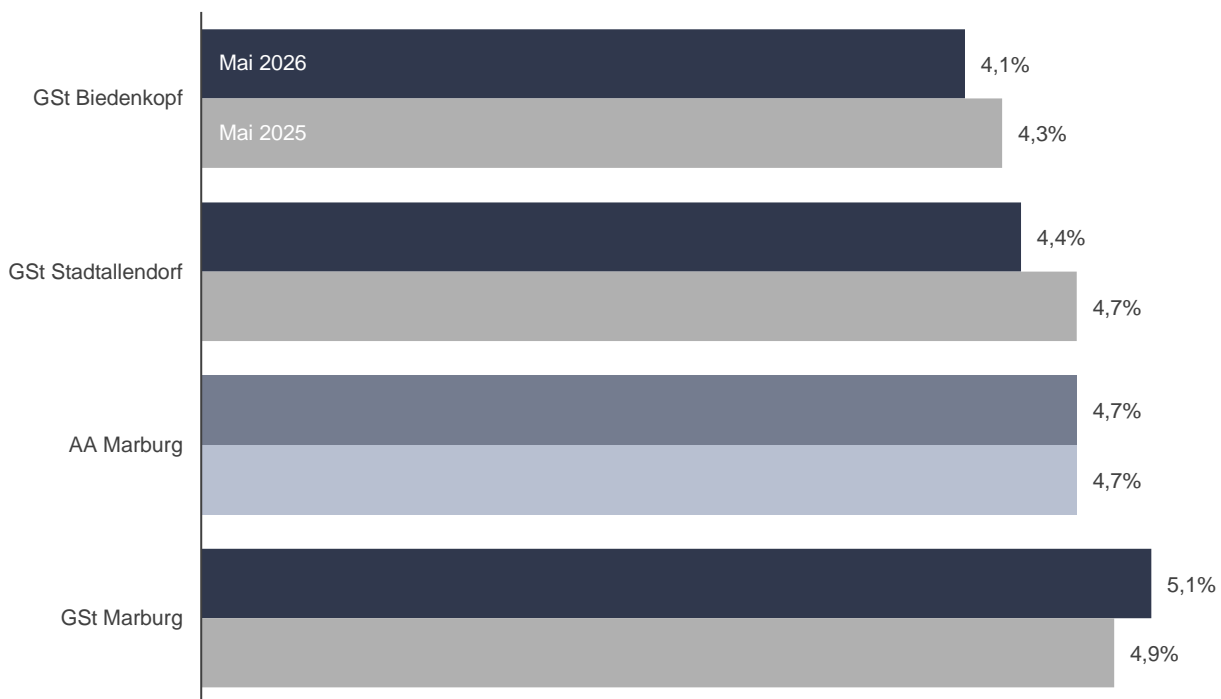 GSt Biedenkopf
Mai 2026
4,1%
Mai 2025
4,3%
GSt Stadtallendorf
4,4%
4,7%
AA Marburg
4,7%
4,7%
GSt Marburg
5,1%
4,9%